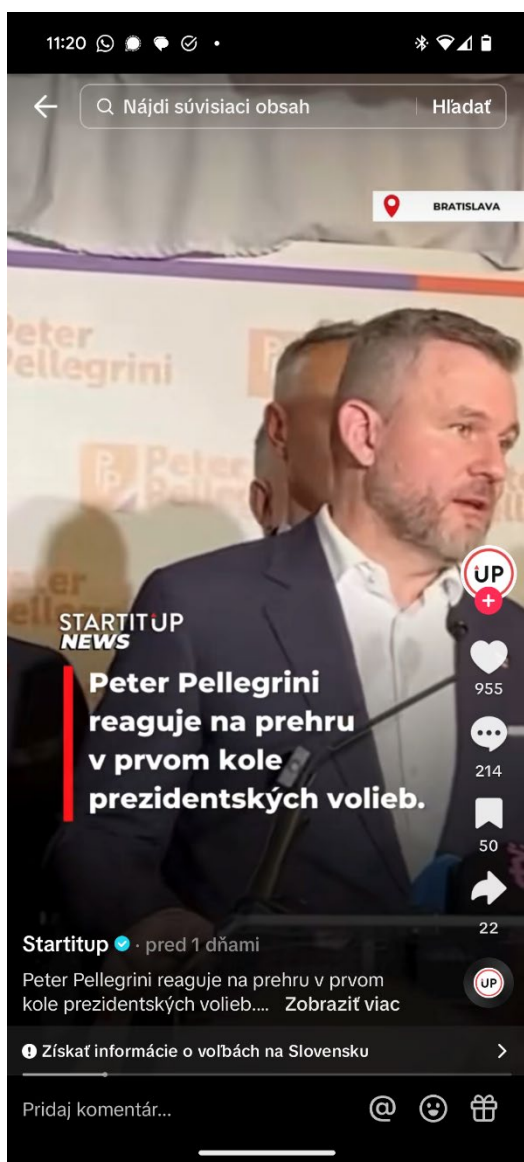 11:20
Nájdi súvisiaci obsah Hľadať
BRATISLAVA
Peter
Pellegrini
Peter
STARTITUP
NEWS
Peter Pellegrini
reaguje na prehru
v prvom kole
prezidentských volieb.
UP
955
214
50
22
Startitup · pred 1 dňami
Peter Pellegrini reaguje na prehru v prvom
kole prezidentských volieb.... Zobraziť viac
UP
Získať informácie o voľbách na Slovensku
Pridaj komentár...